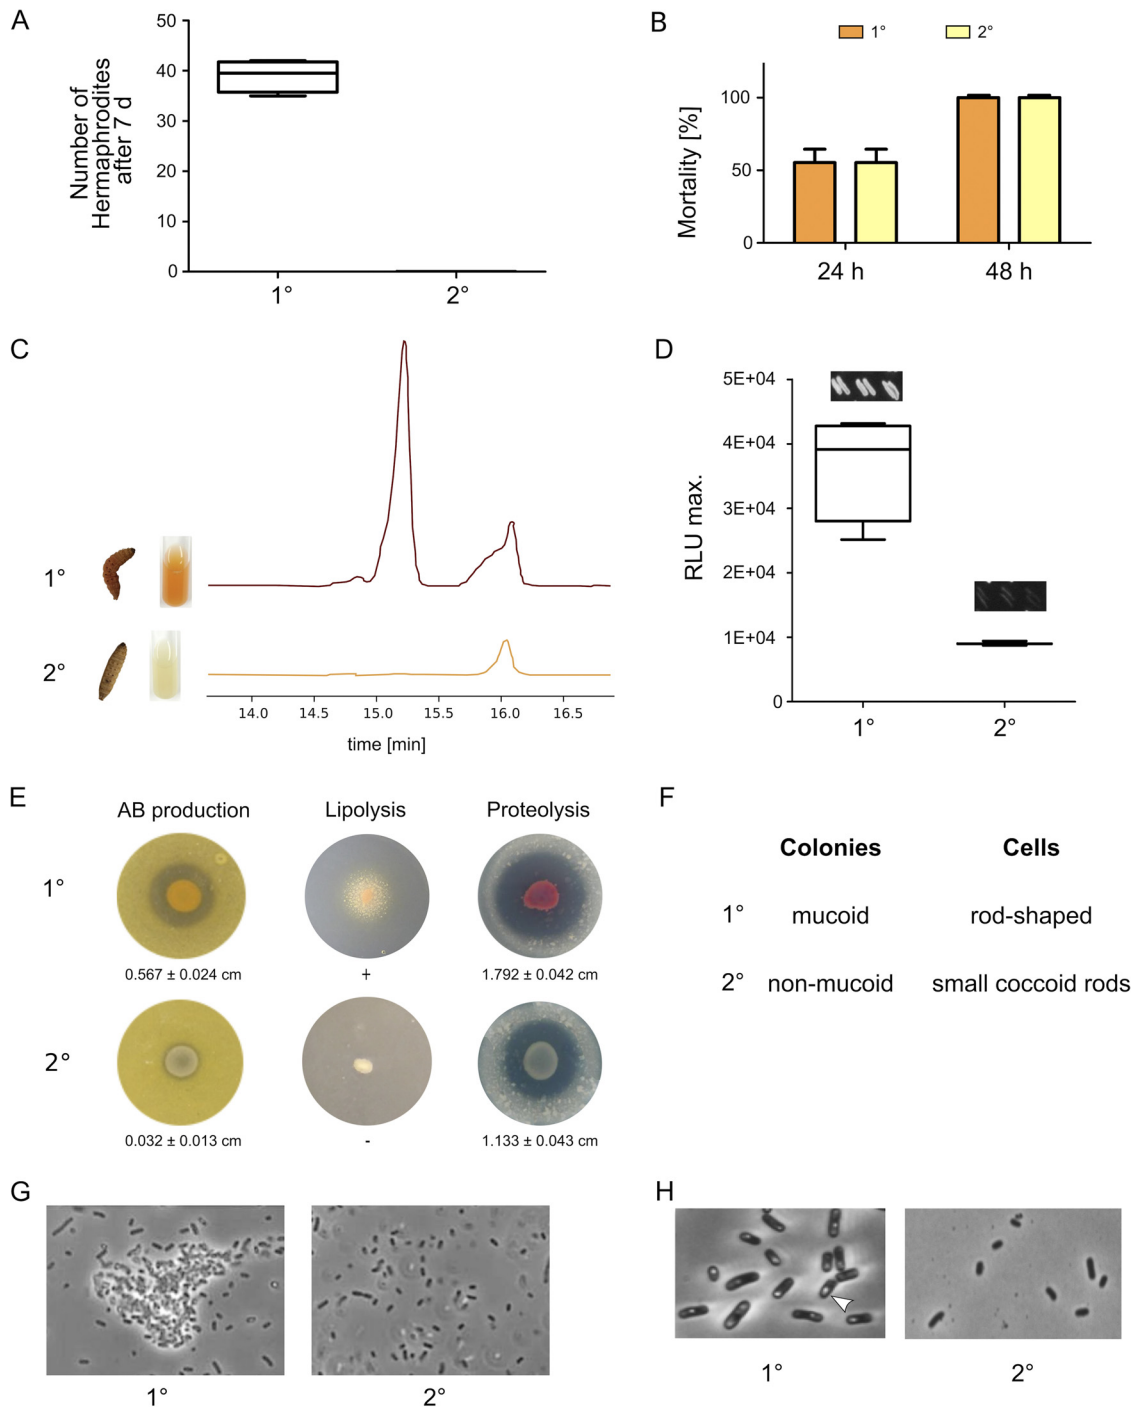 A
50
40
30
20
10
0
Number of
Hermaphrodites
after 7 d
1°
2°
B
1°
2°
100
50
0
Mortality [%]
24 h
48 h
C
1°
2°
14.0
14.5
15.0
15.5
16.0
16.5
time [min]
D
5E+04
4E+04
3E+04
2E+04
1E+04
0
RLU max.
1°
2°
E
AB production
Lipolysis
Proteolysis
1°
0.567 ± 0.024 cm
+
1.792 ± 0.042 cm
2°
0.032 ± 0.013 cm
-
1.133 ± 0.043 cm
F
Colonies
Cells
1°
mucoid
rod-shaped
2°
non-mucoid
small coccoid rods
G
1°
2°
H
1°
2°